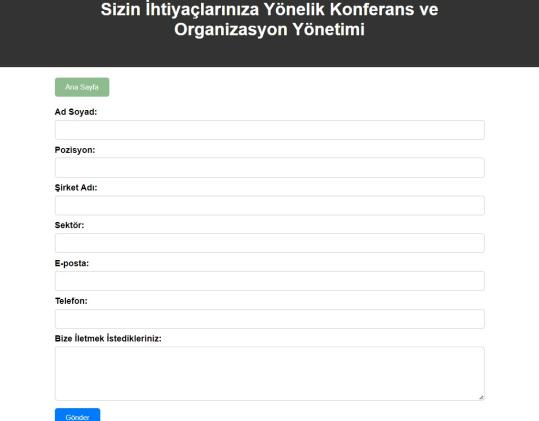 Sizin İhtiyaçlarınıza Yönelik Konferans ve
Organizasyon Yönetimi
Ana Sayfa
Ad Soyad:
Pozisyon:
Şirket Adı:
Sektör:
E-posta:
Telefon:
Bize İletmek İstedikleriniz:
Gönder